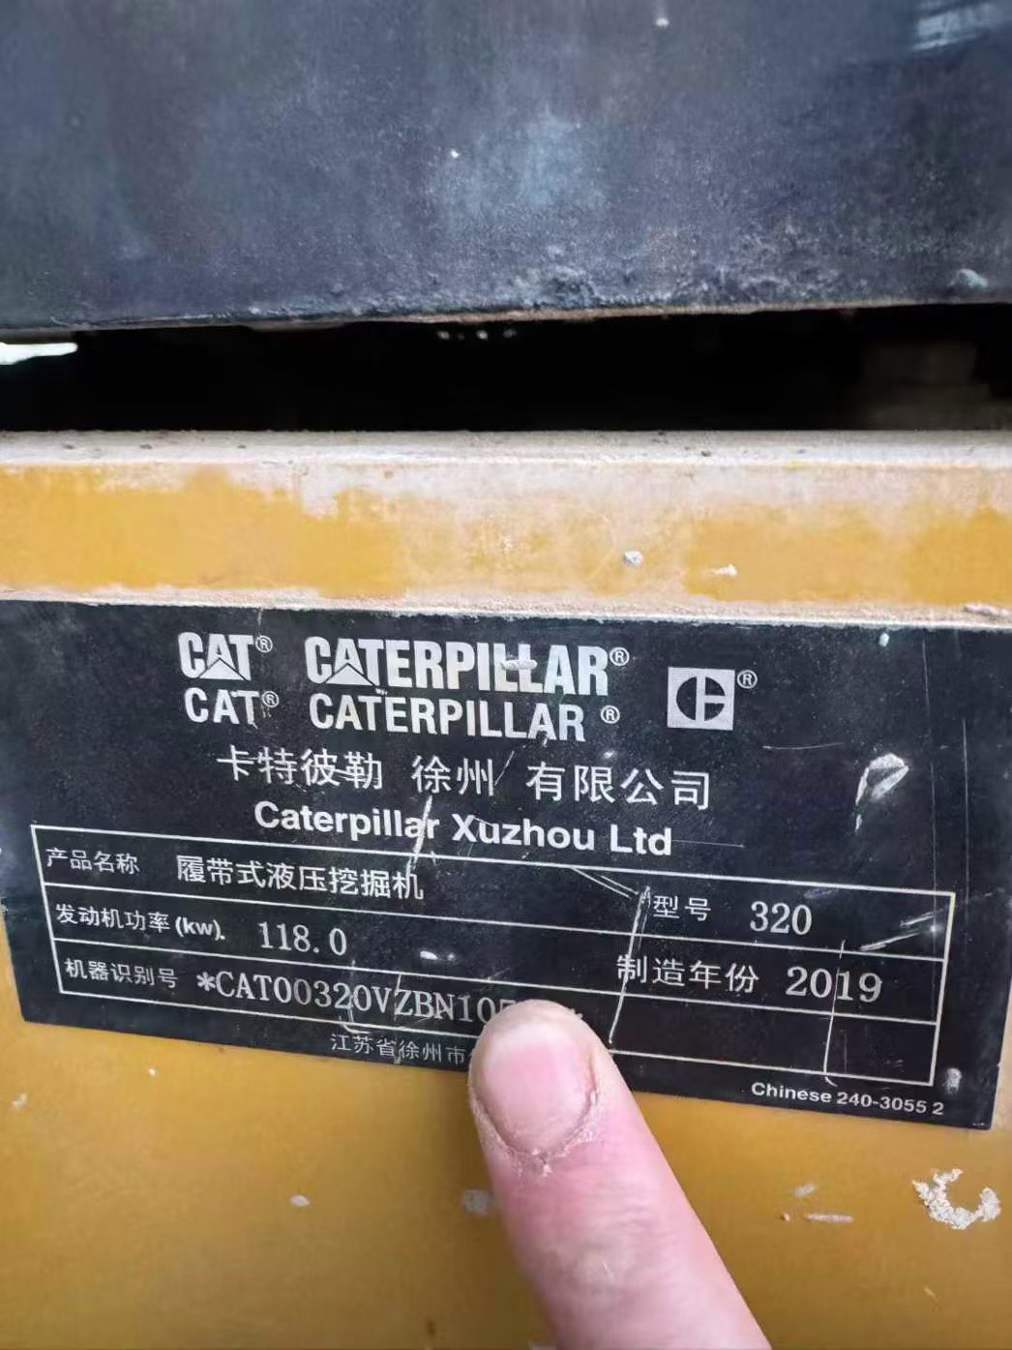 CAT® CATERPILLAR®
CAT® CATERPILLAR®
卡特彼勒 徐州 有限公司
Caterpillar Xuzhou Ltd
产品名称 履带式液压挖掘机 型号 320
发动机功率(kw). 118.0 制造年份 2019
机器识别号 *CAT00320VZBN10
江苏省徐州市
Chinese 240-3055 2